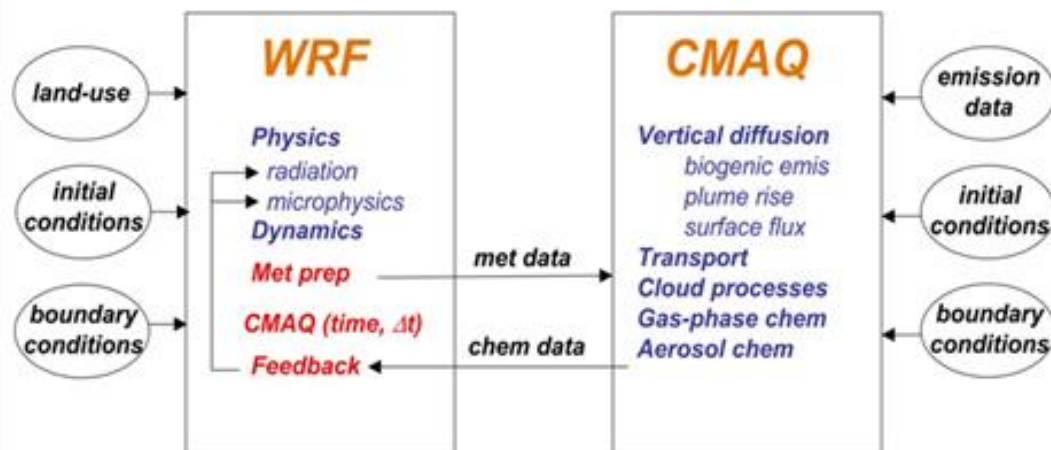 WRF
CMAQ
land-use
initial
conditions
boundary
conditions
Physics
radiation
microphysics
Dynamics
Met prep
CMAQ (time, Δt)
Feedback
met data
chem data
Vertical diffusion
biogenic emis
plume rise
surface flux
Transport
Cloud processes
Gas-phase chem
Aerosol chem
emission
data
initial
conditions
boundary
conditions